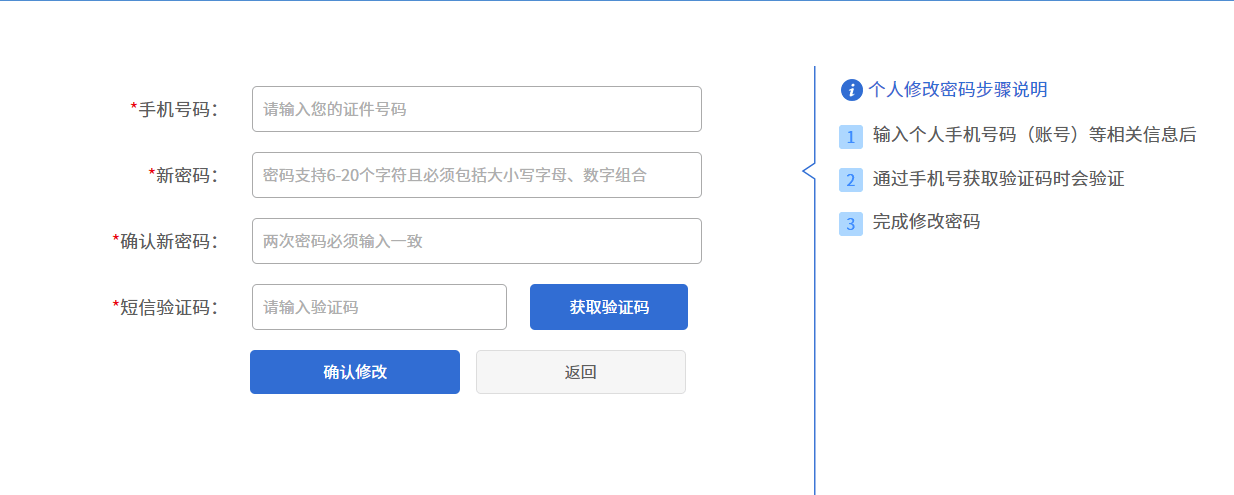 *手机号码：
请输入您的证件号码
*新密码：
密码支持6-20个字符且必须包括大小写字母、数字组合
*确认新密码：
两次密码必须输入一致
*短信验证码：
请输入验证码
获取验证码
确认修改
返回
i 个人修改密码步骤说明
1 输入个人手机号码（账号）等相关信息后
2 通过手机号获取验证码时会验证
3 完成修改密码